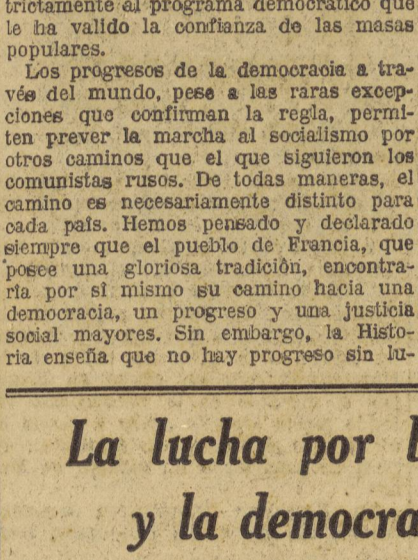 trictamente al programa democrático que
le ha valido la confianza de las masas
populares.
Los progresos de la democracia a tra-
vés del mundo, pese a las raras excep-
ciones que confirman la regla, permi-
ten prever la marcha al socialismo por
otros caminos que el que siguieron los
comunistas rusos. De todas maneras, el
camino es necesariamente distinto para
cada país. Hemos pensado y declarado
siempre que el pueblo de Francia, que
posee una gloriosa tradición, encontra-
ría por sí mismo su camino hacia una
democracia, un progreso y una justicia
social mayores. Sin embargo, la Histo-
ria enseña que no hay progreso sin lu-
La lucha por l
y la democra